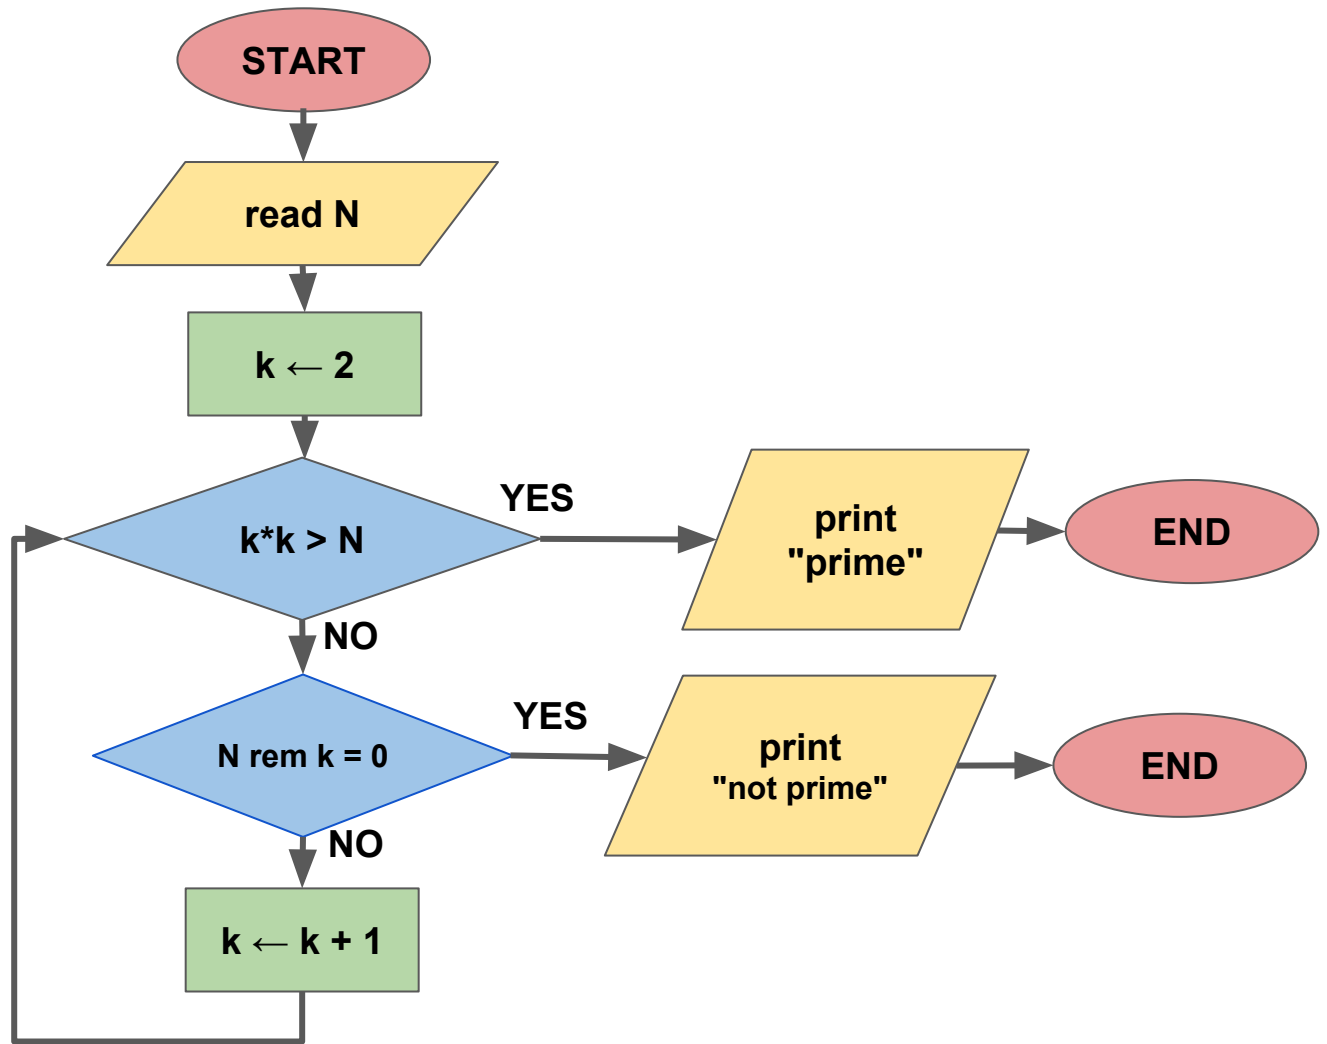 START
read N
k ← 2
k*k > N
YES
print
"prime"
END
NO
N rem k = 0
YES
print
"not prime"
END
NO
k ← k + 1